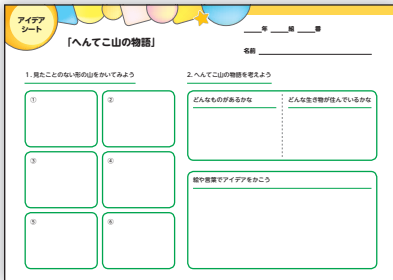 アイデア
シート
「へんてこ山の物語」
年 組 番
名前
1. 見たことのない形の山をかいてみよう
①
②
③
④
⑤
⑥
2. へんてこ山の物語を考えよう
どんなものがあるかな
どんな生き物が住んでいるかな
絵や言葉でアイデアをかこう